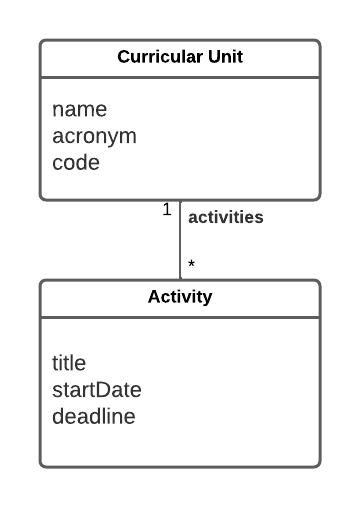 Curricular Unit
name
acronym
code
1
activities
*
Activity
title
startDate
deadline